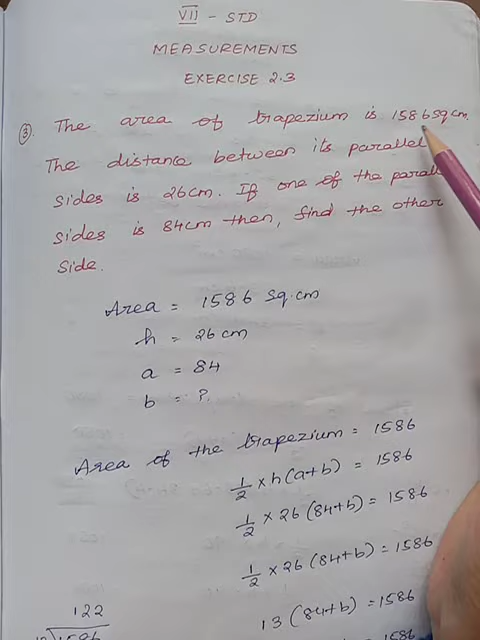 VII - STD
MEASUREMENTS
EXERCISE 2.3
③. The area of trapezium is 1586 sq cm.
The distance between its parallel
sides is 26cm. If one of the parall
sides is 84cm then, find the other
side.
Area = 1586 sq.cm
h = 26 cm
a = 84
b = ?
Area of the trapezium = 1586
1/2 × h(a+b) = 1586
1/2 × 26 (84+b) = 1586
1/2 × 26 (84+b) = 1586
13 (84+b) = 1586
122
1586